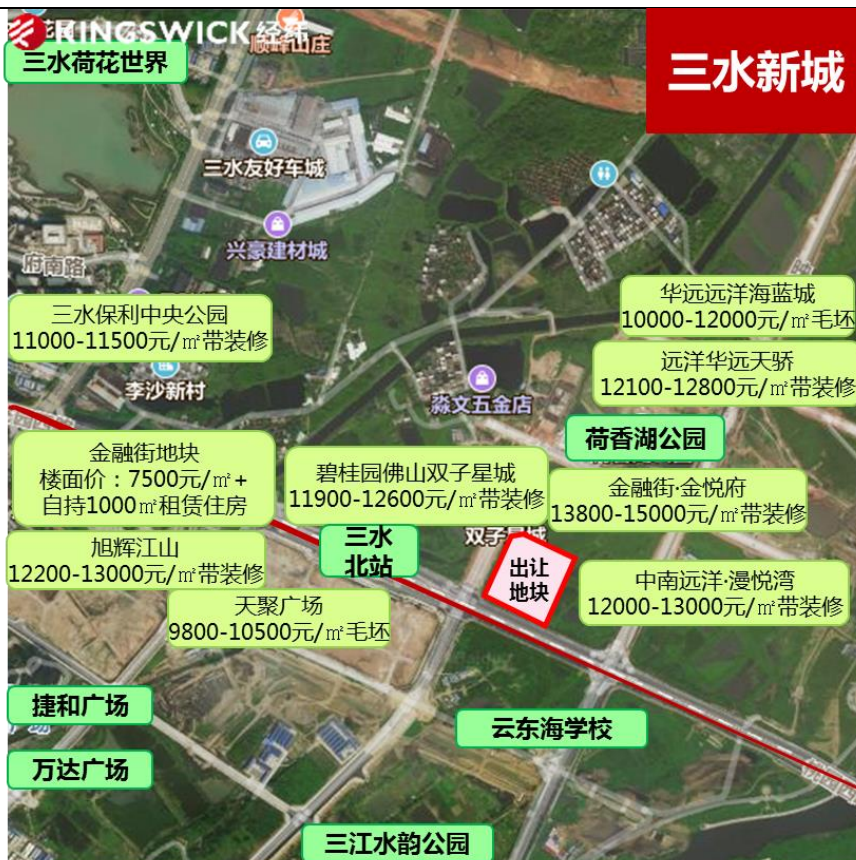 KINGSWICK 经纬
顺峰山庄
三水荷花世界
三水新城
三水友好车城
兴豪建材城
府南路
三水保利中央公园
11000-11500元/㎡带装修
华远远洋海蓝城
10000-12000元/㎡毛坯
李沙新村
淼文五金店
远洋华远天骄
12100-12800元/㎡带装修
荷香湖公园
金融街地块
楼面价：7500元/㎡+
自持1000㎡租赁住房
碧桂园佛山双子星城
11900-12600元/㎡带装修
金融街·金悦府
13800-15000元/㎡带装修
双子星城
三水
北站
出让
地块
旭辉江山
12200-13000元/㎡带装修
中南远洋·漫悦湾
12000-13000元/㎡带装修
天聚广场
9800-10500元/㎡毛坯
捷和广场
云东海学校
万达广场
三江水韵公园